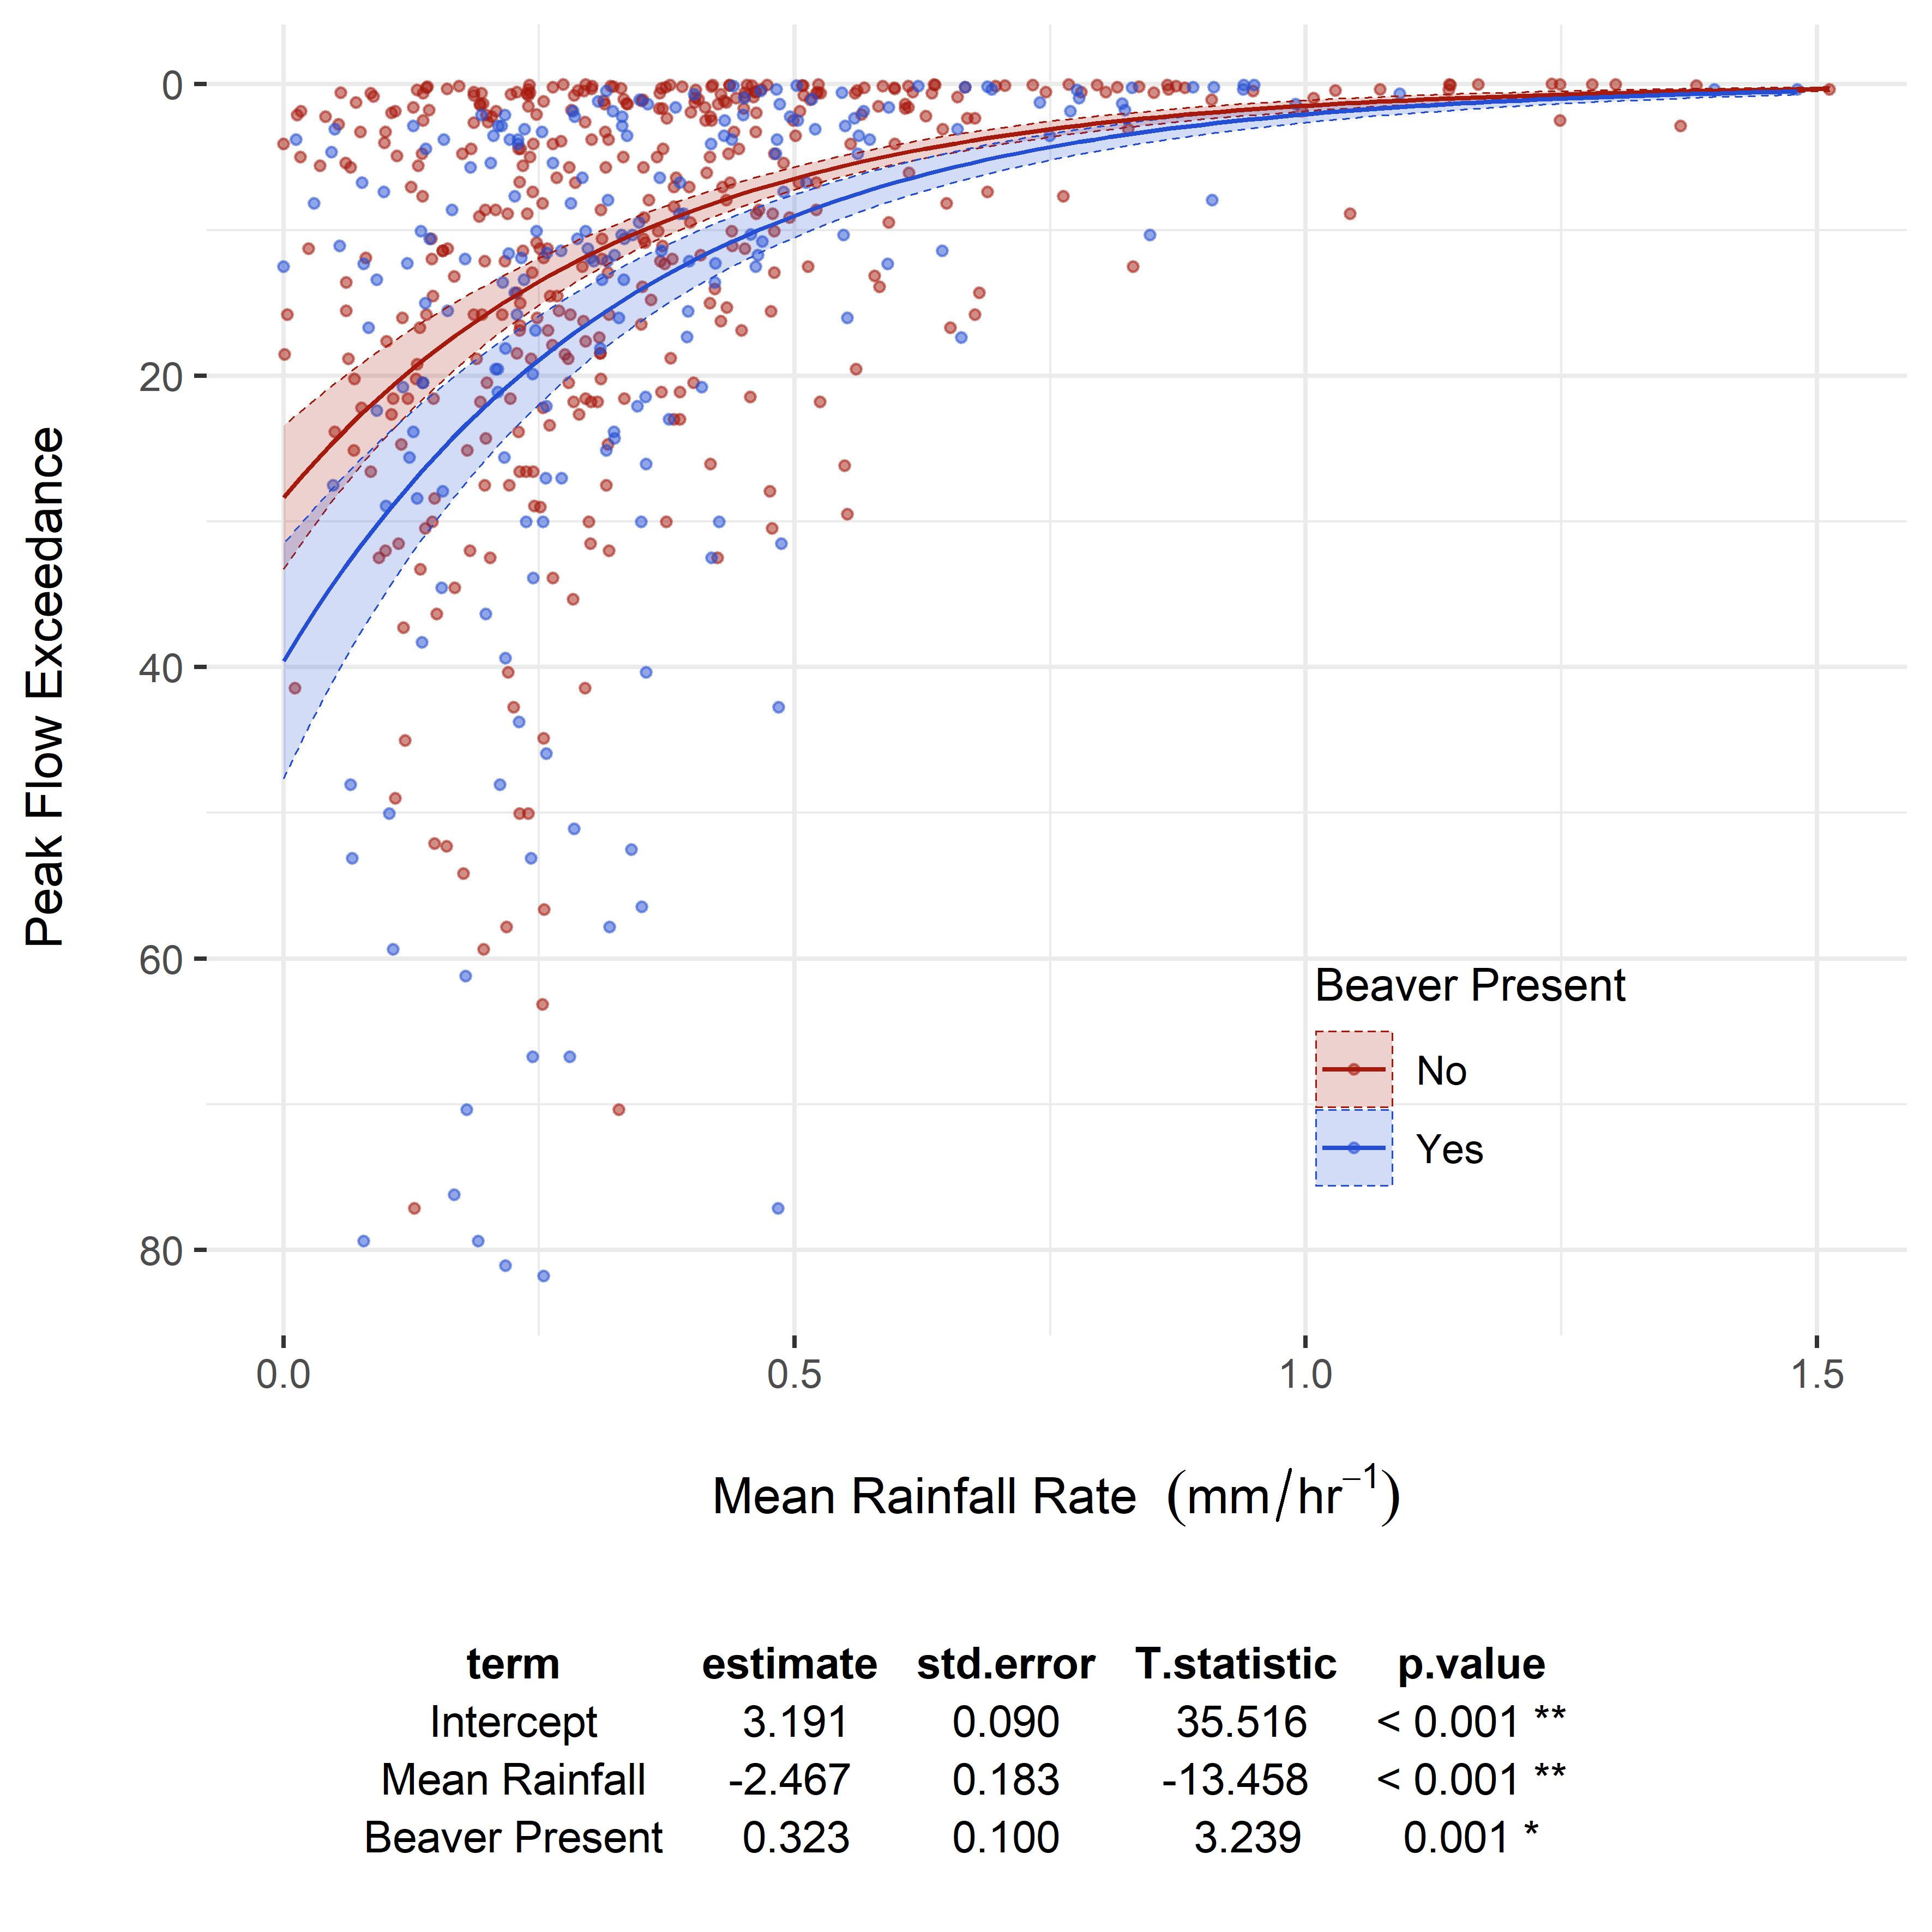 0
20
40
60
80
Peak Flow Exceedance
Beaver Present
No
Yes
0.0 0.5 1.0 1.5
Mean Rainfall Rate (mm/hr⁻¹)
term estimate std.error T.statistic p.value
Intercept 3.191 0.090 35.516 < 0.001 **
Mean Rainfall -2.467 0.183 -13.458 < 0.001 **
Beaver Present 0.323 0.100 3.239 0.001 *